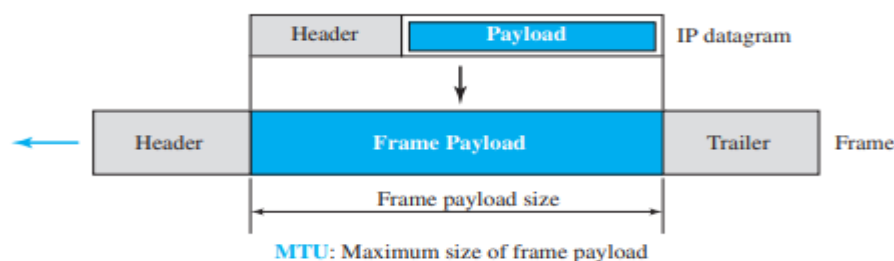 Header Payload IP datagram
Header Frame Payload Trailer Frame
Frame payload size
MTU: Maximum size of frame payload